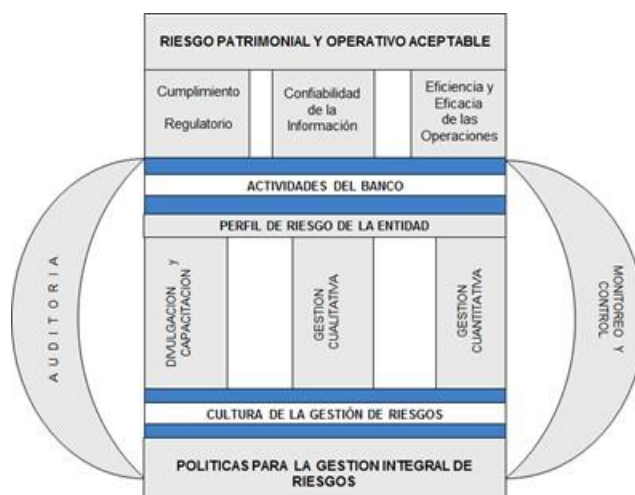 RIESGO PATRIMONIAL Y OPERATIVO ACEPTABLE
Cumplimiento
Regulatorio
Confiabilidad
de la
Información
Eficiencia y
Eficacia
de las
Operaciones
ACTIVIDADES DEL BANCO
PERFIL DE RIESGO DE LA ENTIDAD
AUDITORIA
DIVULGACION y
CAPACITACION
GESTION
CUALITATIVA
GESTION
CUANTITATIVA
MONITOREO Y
CONTROL
CULTURA DE LA GESTIÓN DE RIESGOS
POLITICAS PARA LA GESTION INTEGRAL DE
RIESGOS